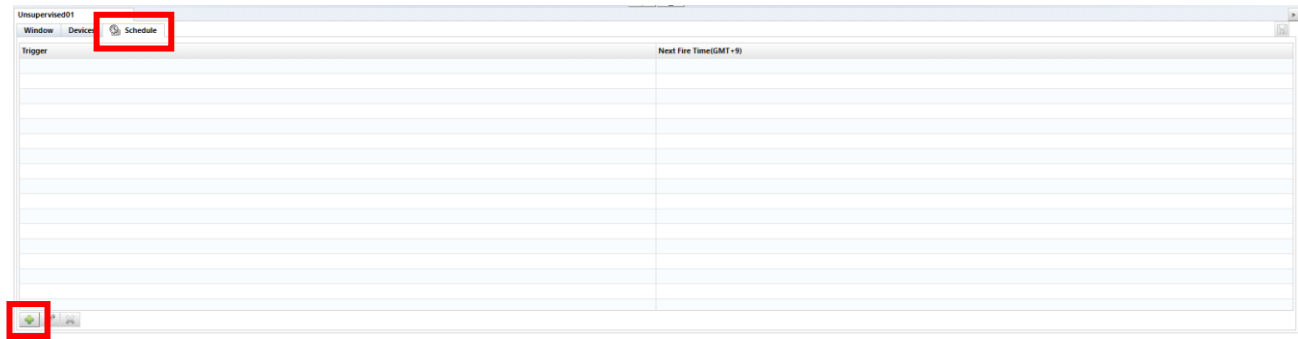 Unsupervised01
Window Devices Schedule
Trigger Next Fire Time(GMT+9)